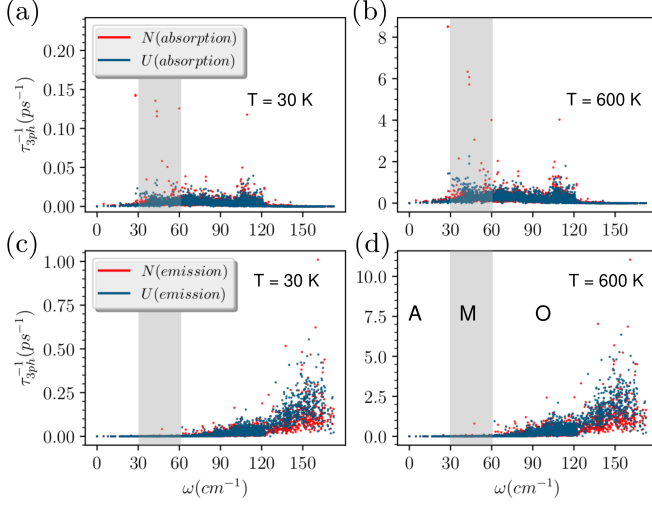 (a)
(b)
N(absorption)
U(absorption)
T = 30 K
T = 600 K
τ_{3ph}^{-1}(ps^{-1})
0.20
0.15
0.10
0.05
0.00
8
6
4
2
0
0 30 60 90 120 150
0 30 60 90 120 150
(c)
(d)
N(emission)
U(emission)
T = 30 K
T = 600 K
A M O
τ_{3ph}^{-1}(ps^{-1})
1.00
0.75
0.50
0.25
0.00
10.0
7.5
5.0
2.5
0.0
0 30 60 90 120 150
0 30 60 90 120 150
ω(cm^{-1})
ω(cm^{-1})